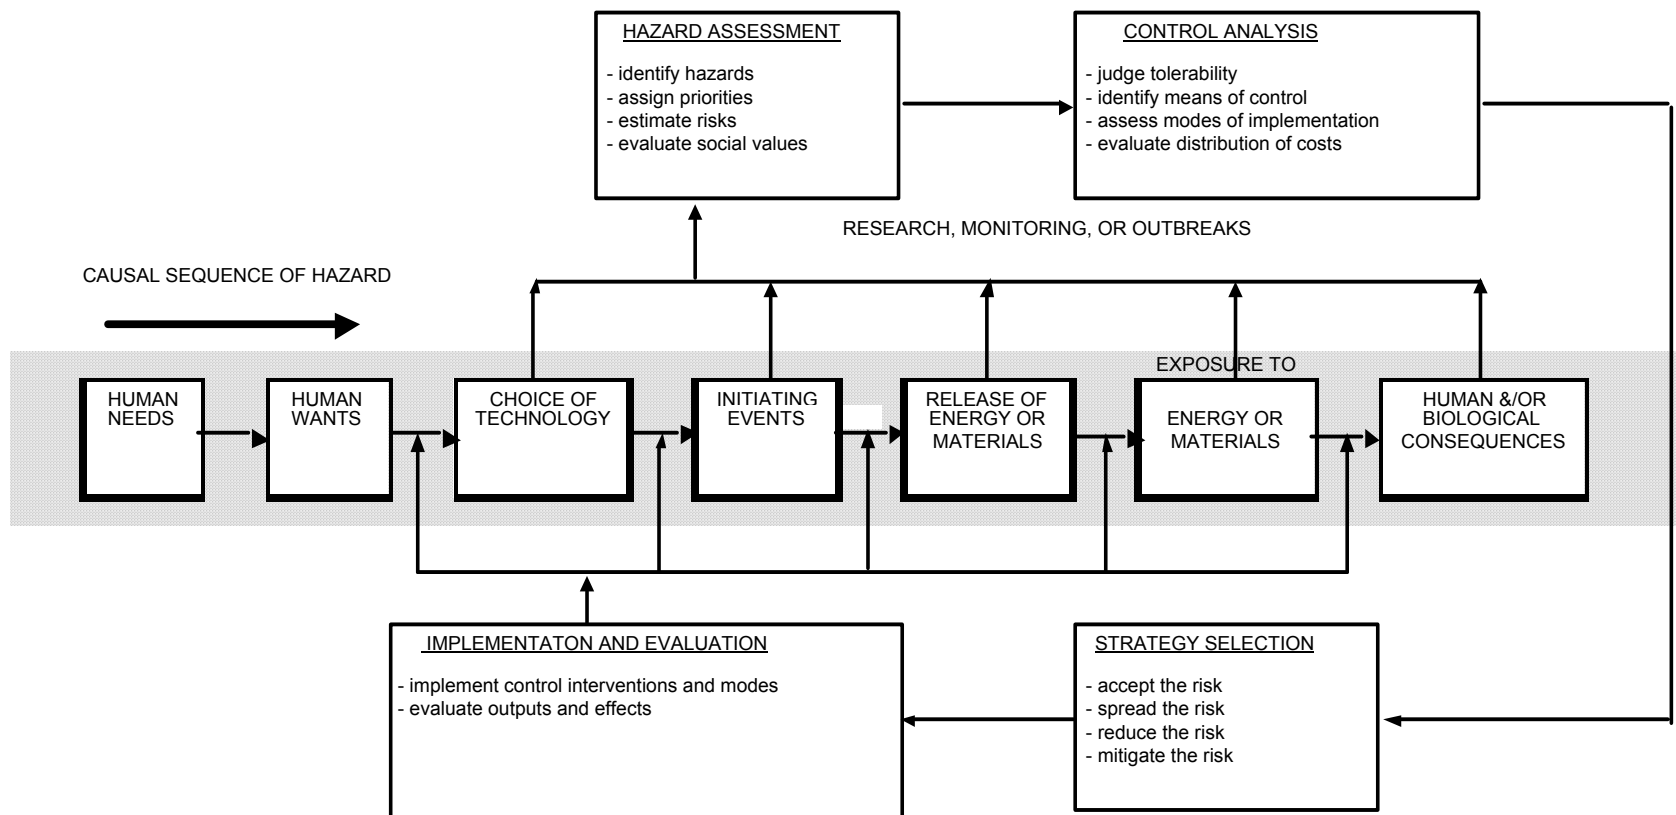 HAZARD ASSESSMENT
- identify hazards
- assign priorities
- estimate risks
- evaluate social values
CONTROL ANALYSIS
- judge tolerability
- identify means of control
- assess modes of implementation
- evaluate distribution of costs
RESEARCH, MONITORING, OR OUTBREAKS
CAUSAL SEQUENCE OF HAZARD
HUMAN
NEEDS
HUMAN
WANTS
CHOICE OF
TECHNOLOGY
INITIATING
EVENTS
RELEASE OF
ENERGY OR
MATERIALS
EXPOSURE TO
ENERGY OR
MATERIALS
HUMAN &/OR
BIOLOGICAL
CONSEQUENCES
IMPLEMENTATON AND EVALUATION
- implement control interventions and modes
- evaluate outputs and effects
STRATEGY SELECTION
- accept the risk
- spread the risk
- reduce the risk
- mitigate the risk